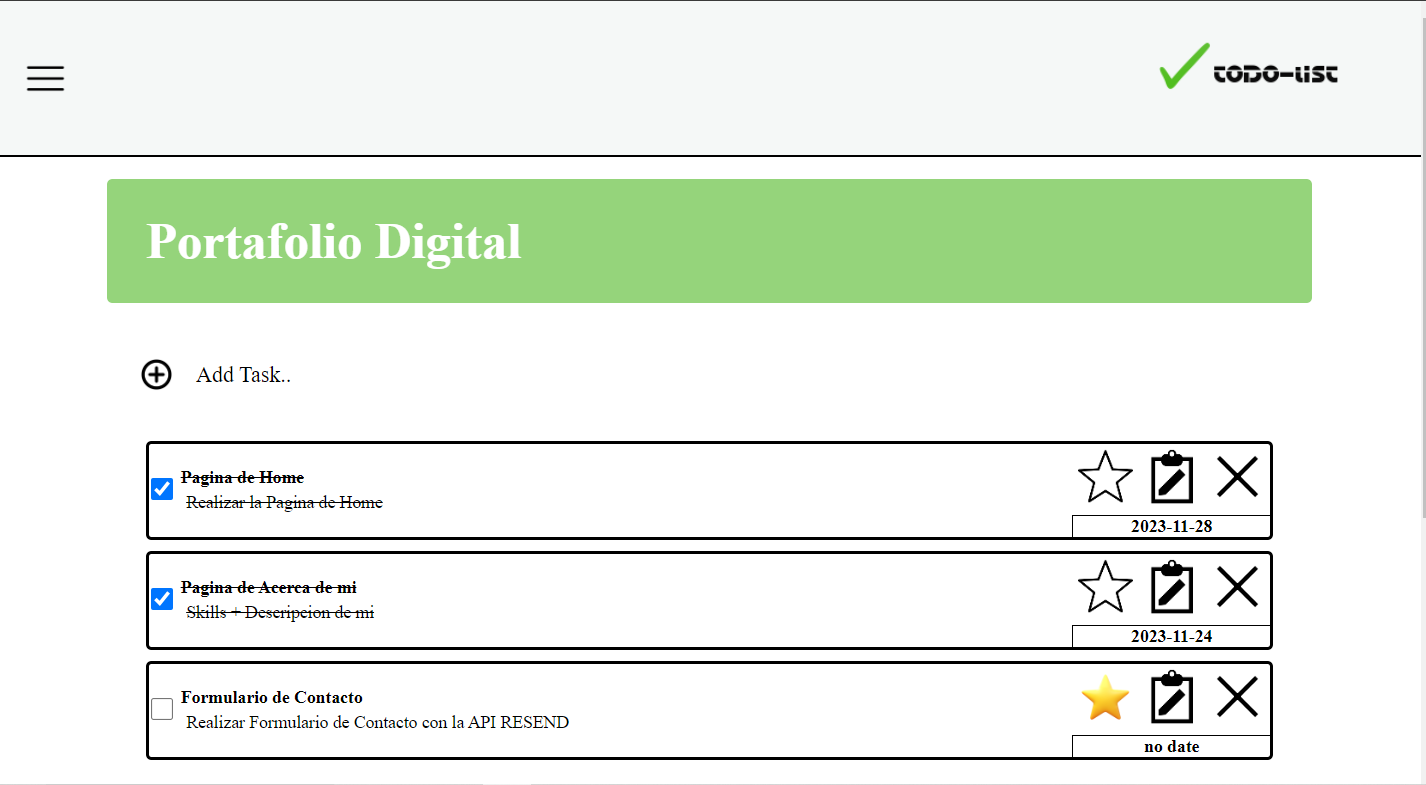 TODO-LIST
Portafolio Digital
Add Task..
Pagina de Home
Realizar la Pagina de Home
2023-11-28
Pagina de Acerca de mi
Skills + Descripcion de mi
2023-11-24
Formulario de Contacto
Realizar Formulario de Contacto con la API RESEND
no date